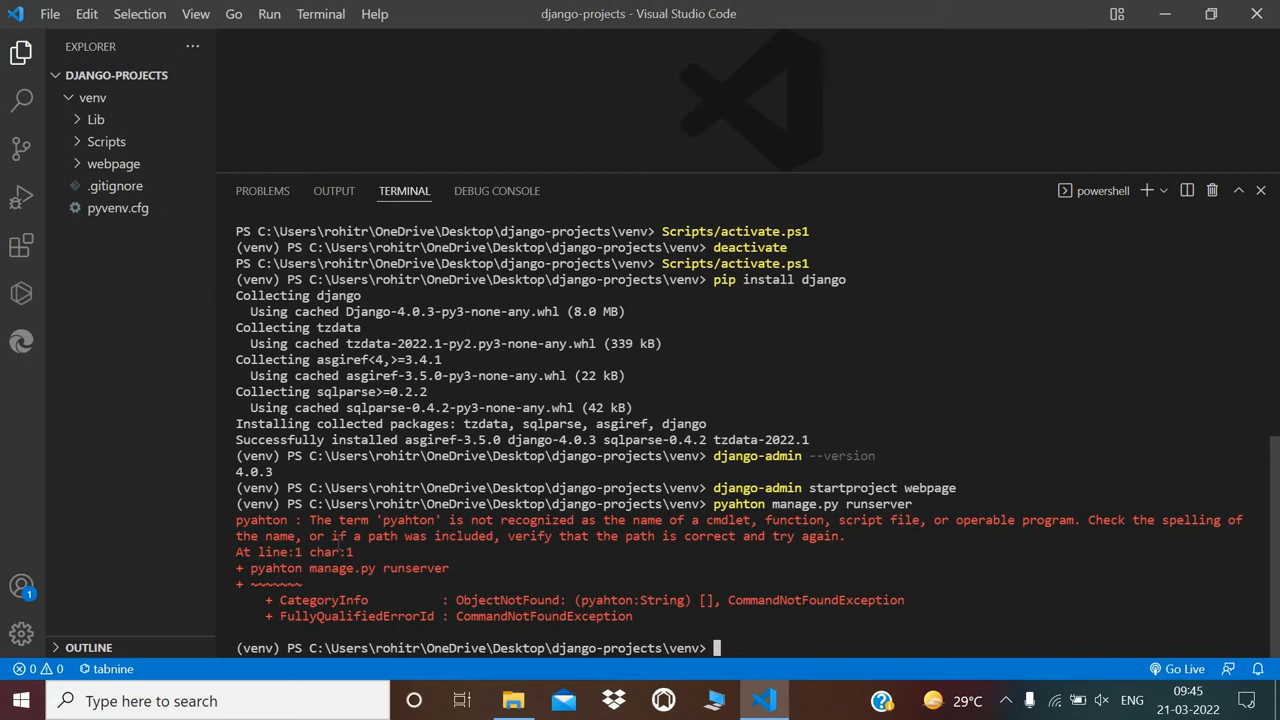 File Edit Selection View Go Run Terminal Help
django-projects - Visual Studio Code
EXPLORER
DJANGO-PROJECTS
venv
Lib
Scripts
webpage
.gitignore
pyvenv.cfg
OUTLINE
PROBLEMS OUTPUT TERMINAL DEBUG CONSOLE
powershell
PS C:\Users\rohitr\OneDrive\Desktop\django-projects\venv> Scripts/activate.ps1
(venv) PS C:\Users\rohitr\OneDrive\Desktop\django-projects\venv> deactivate
PS C:\Users\rohitr\OneDrive\Desktop\django-projects\venv> Scripts/activate.ps1
(venv) PS C:\Users\rohitr\OneDrive\Desktop\django-projects\venv> pip install django
Collecting django
Using cached Django-4.0.3-py3-none-any.whl (8.0 MB)
Collecting tzdata
Using cached tzdata-2022.1-py2.py3-none-any.whl (339 kB)
Collecting asgiref<4,>=3.4.1
Using cached asgiref-3.5.0-py3-none-any.whl (22 kB)
Collecting sqlparse>=0.2.2
Using cached sqlparse-0.4.2-py3-none-any.whl (42 kB)
Installing collected packages: tzdata, sqlparse, asgiref, django
Successfully installed asgiref-3.5.0 django-4.0.3 sqlparse-0.4.2 tzdata-2022.1
(venv) PS C:\Users\rohitr\OneDrive\Desktop\django-projects\venv> django-admin --version
4.0.3
(venv) PS C:\Users\rohitr\OneDrive\Desktop\django-projects\venv> django-admin startproject webpage
(venv) PS C:\Users\rohitr\OneDrive\Desktop\django-projects\venv> pyahton manage.py runserver
pyahton : The term 'pyahton' is not recognized as the name of a cmdlet, function, script file, or operable program. Check the spelling of
the name, or if a path was included, verify that the path is correct and try again.
At line:1 char:1
+ pyahton manage.py runserver
+ ~~~~~~~
+ CategoryInfo : ObjectNotFound: (pyahton:String) [], CommandNotFoundException
+ FullyQualifiedErrorId : CommandNotFoundException
(venv) PS C:\Users\rohitr\OneDrive\Desktop\django-projects\venv>
1
0 0 tabnine
Go Live
Type here to search
29°C
ENG
09:45
21-03-2022